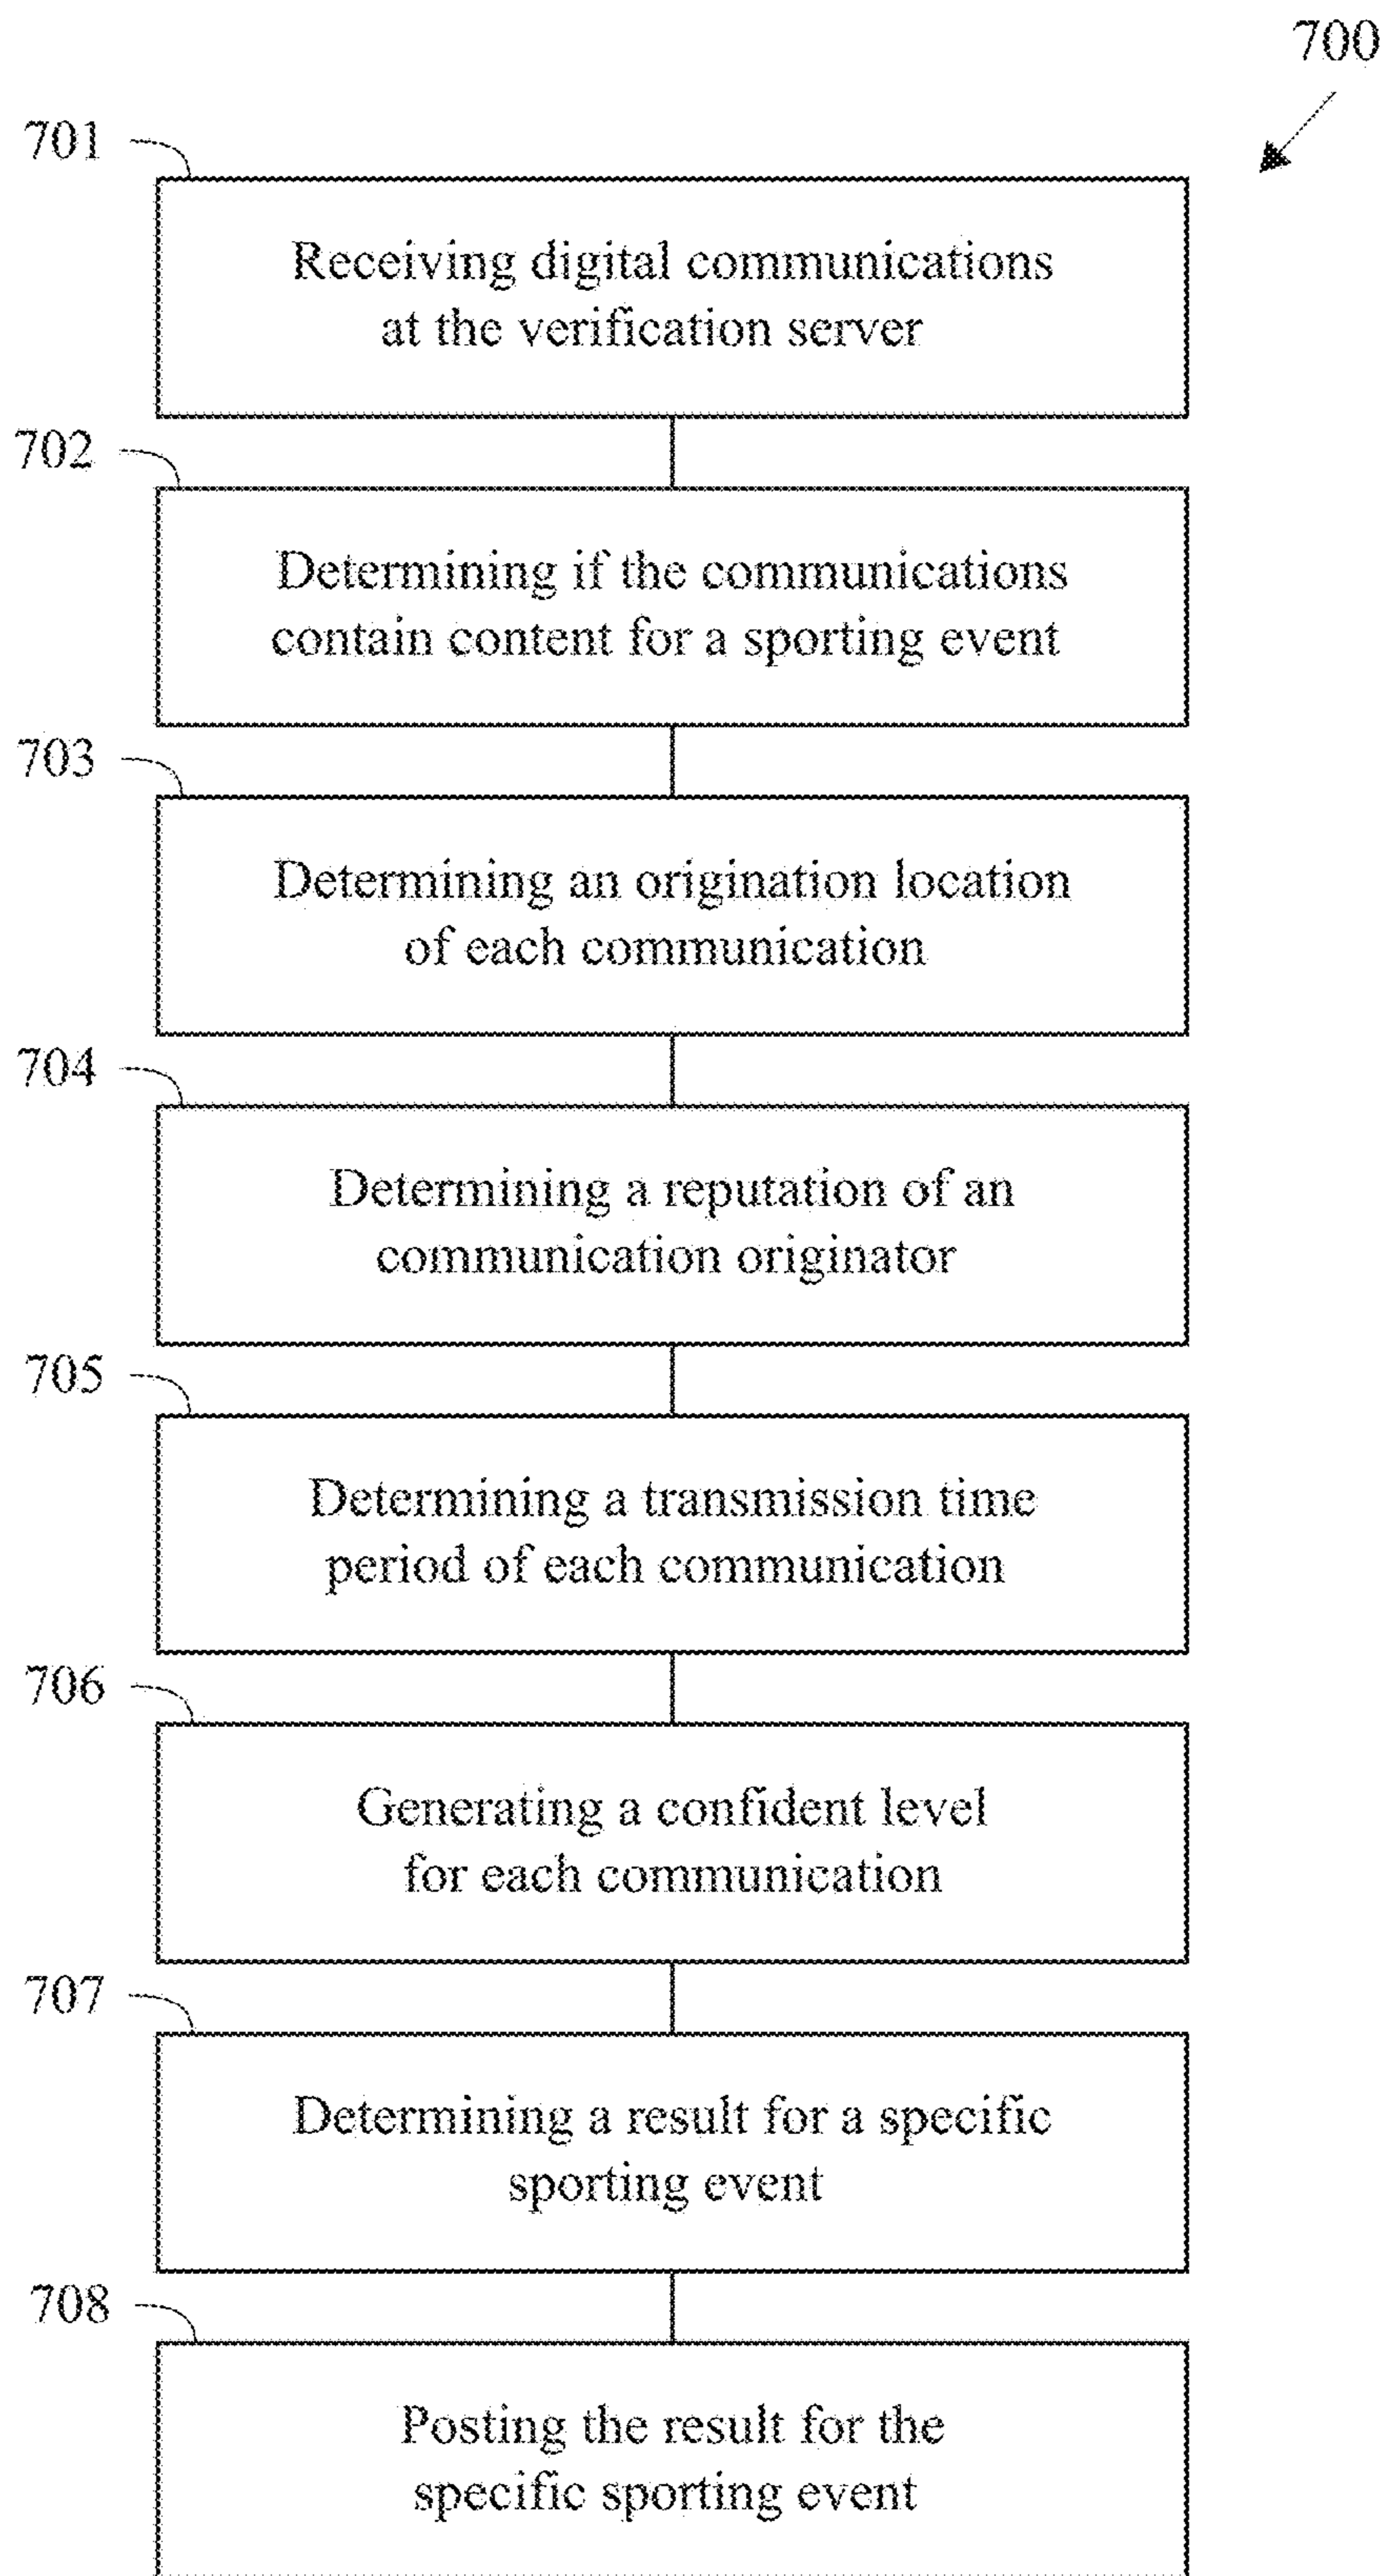 700
701
Receiving digital communications
at the verification server
702
Determining if the communications
contain content for a sporting event
703
Determining an origination location
of each communication
704
Determining a reputation of an
communication originator
705
Determining a transmission time
period of each communication
706
Generating a confident level
for each communication
707
Determining a result for a specific
sporting event
708
Posting the result for the
specific sporting event